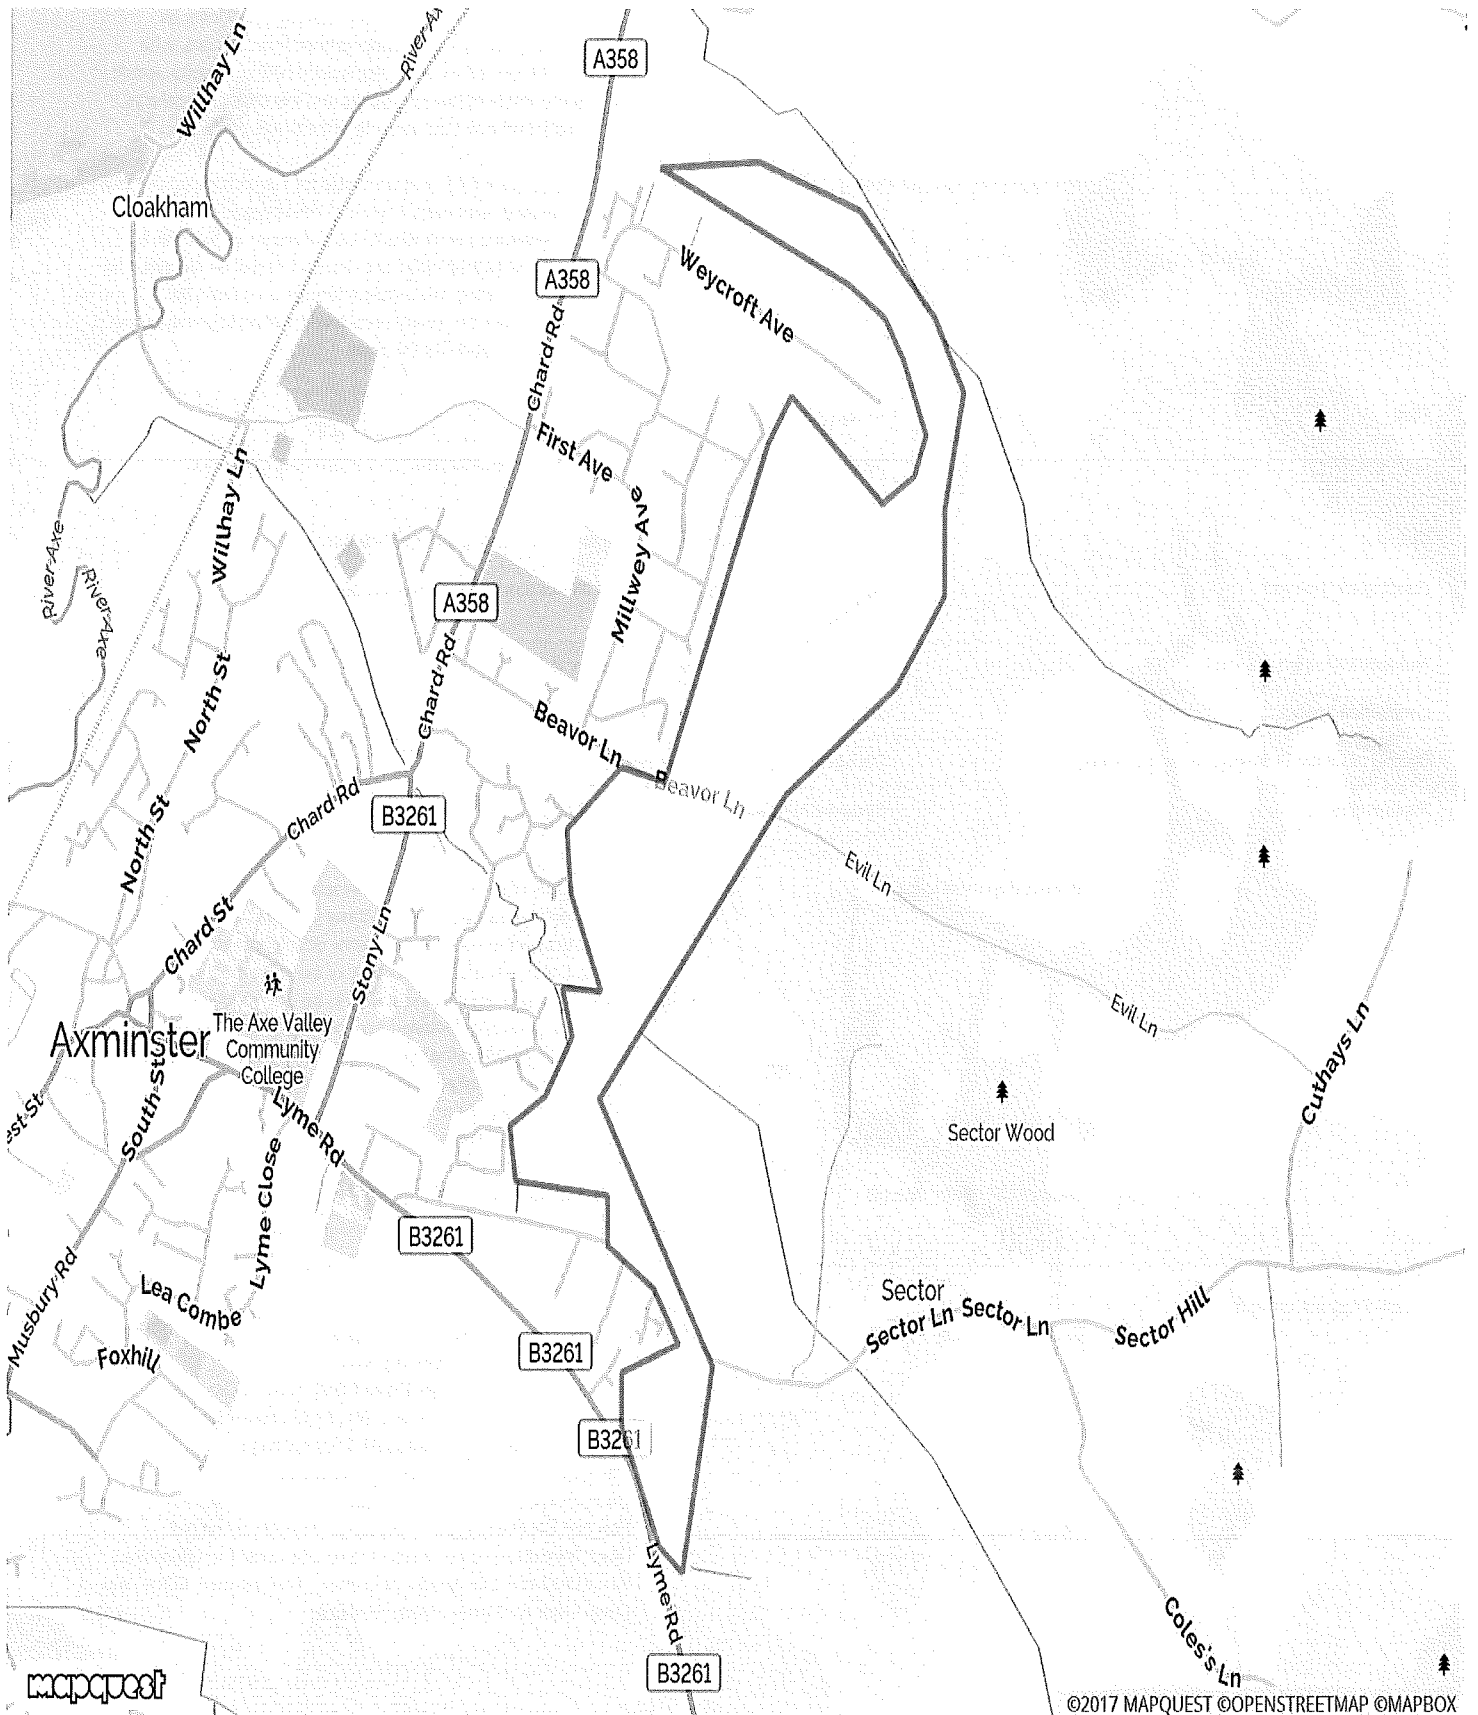 Willhay Ln
River Ax
A358
Cloakham
A358
Weycroft Ave
Chard Rd
First Ave
Willhay Ln
Millwey Ave
River Axe
River Axe
A358
Chard Rd
North St
Beavor Ln
Beavor Ln
Chard Rd
B3261
North St
Evil Ln
Chard St
Stony Ln
Evil Ln
Cuthays Ln
Axminster
The Axe Valley
Community
College
South St
est St
Lyme Rd
Sector Wood
Lyme Close
B3261
Musbury Rd
Lea Combe
Sector
Sector Ln
Sector Ln
Sector Hill
Foxhill
B3261
B3261
Lyme Rd
Coles's Ln
B3261
mapquest
©2017 MAPQUEST ©OPENSTREETMAP ©MAPBOX